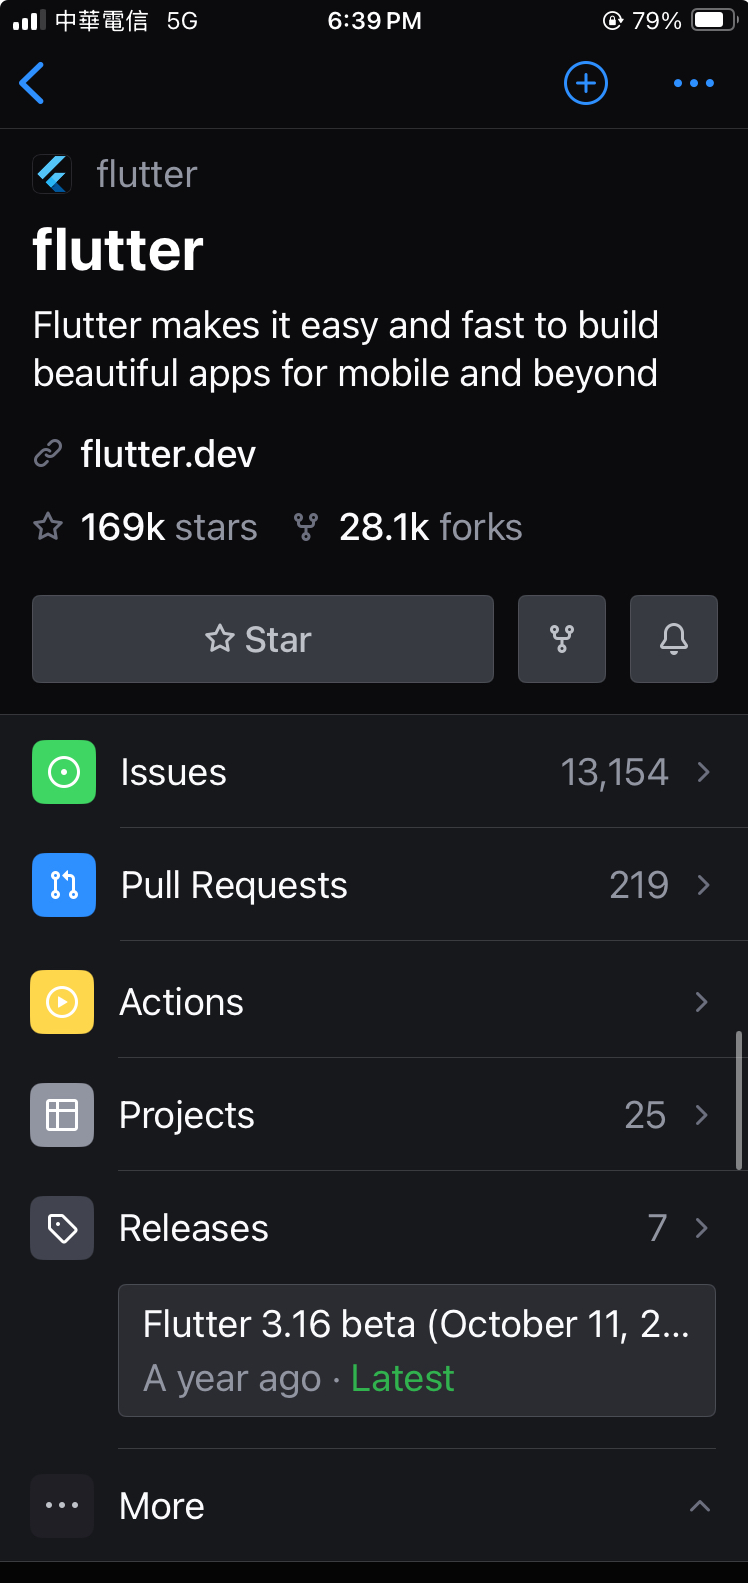 中華電信 5G 6:39 PM 79%
flutter
flutter
Flutter makes it easy and fast to build
beautiful apps for mobile and beyond
flutter.dev
169k stars 28.1k forks
Star
Issues 13,154
Pull Requests 219
Actions
Projects 25
Releases 7
Flutter 3.16 beta (October 11, 2...
A year ago · Latest
More